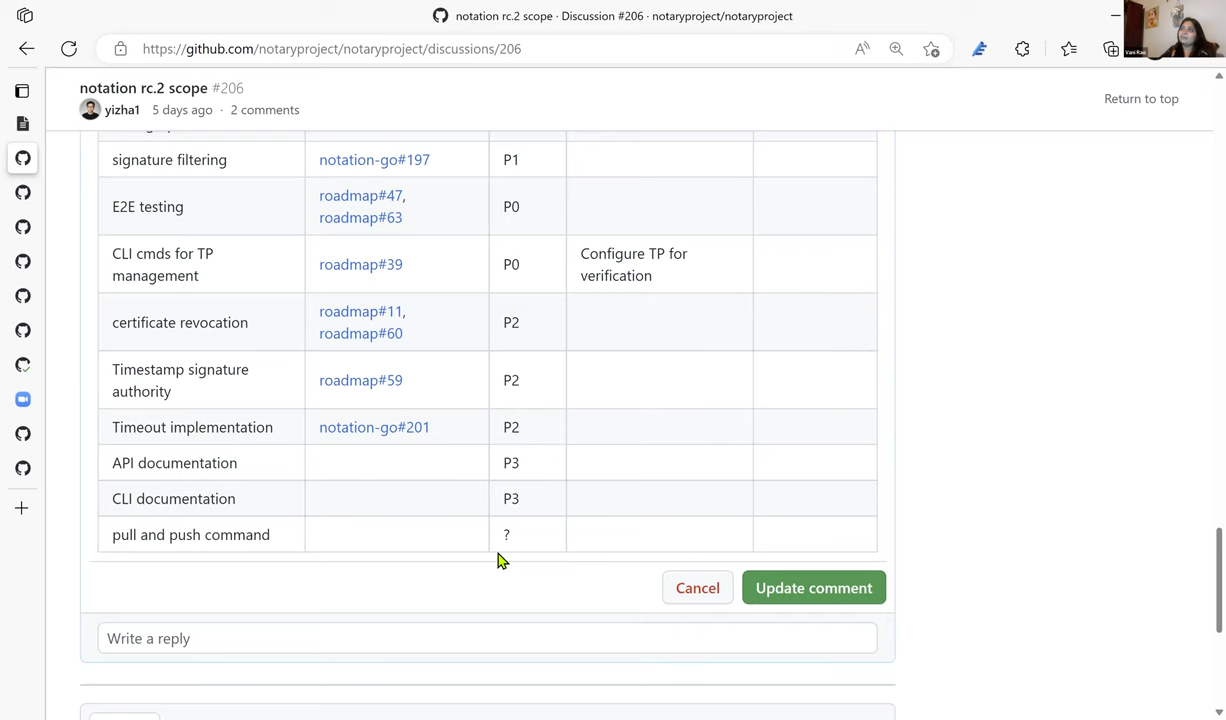 notation rc.2 scope · Discussion #206 · notaryproject/notaryproject
https://github.com/notaryproject/notaryproject/discussions/206
A
Vani Rao
notation rc.2 scope #206
yizha1 5 days ago · 2 comments
Return to top
signature filtering notation-go#197 P1
E2E testing roadmap#47, roadmap#63 P0
CLI cmds for TP management roadmap#39 P0 Configure TP for verification
certificate revocation roadmap#11, roadmap#60 P2
Timestamp signature authority roadmap#59 P2
Timeout implementation notation-go#201 P2
API documentation P3
CLI documentation P3
pull and push command ?
Cancel Update comment
Write a reply